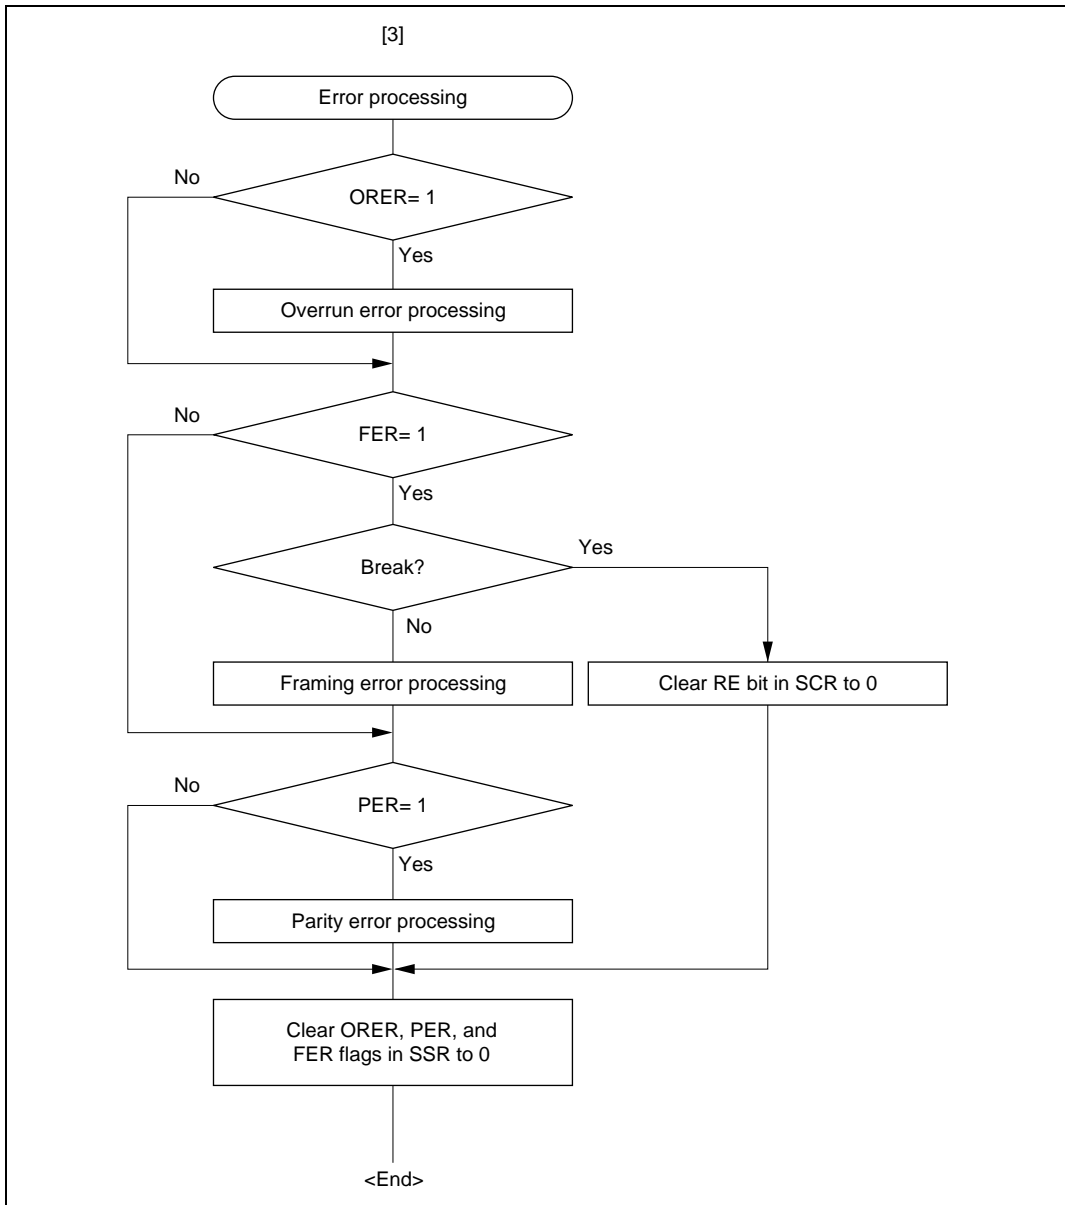 [3]
Error processing
No
ORER= 1
Yes
Overrun error processing
No
FER= 1
Yes
Yes
Break?
No
Framing error processing
Clear RE bit in SCR to 0
No
PER= 1
Yes
Parity error processing
Clear ORER, PER, and
FER flags in SSR to 0
<End>